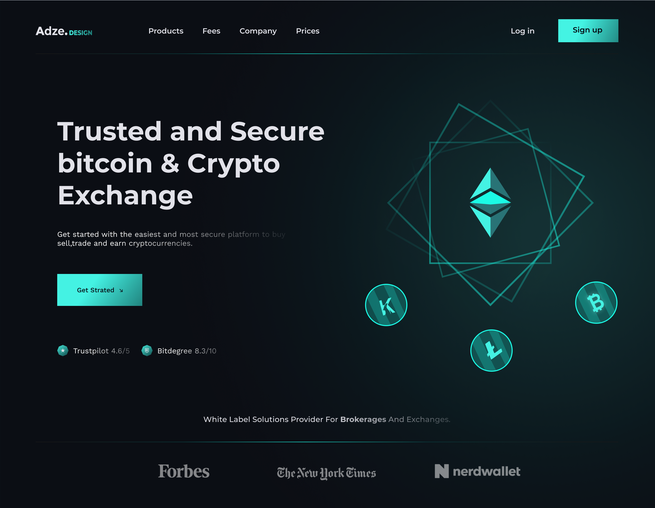 Adze.DESIGN
Products Fees Company Prices Log in Sign up
Trusted and Secure
bitcoin & Crypto
Exchange
Get started with the easiest and most secure platform to buy
sell,trade and earn cryptocurrencies.
Get Strated ↘
Trustpilot 4.6/5 Bitdegree 8.3/10
White Label Solutions Provider For Brokerages And Exchanges.
Forbes The New York Times nerdwallet